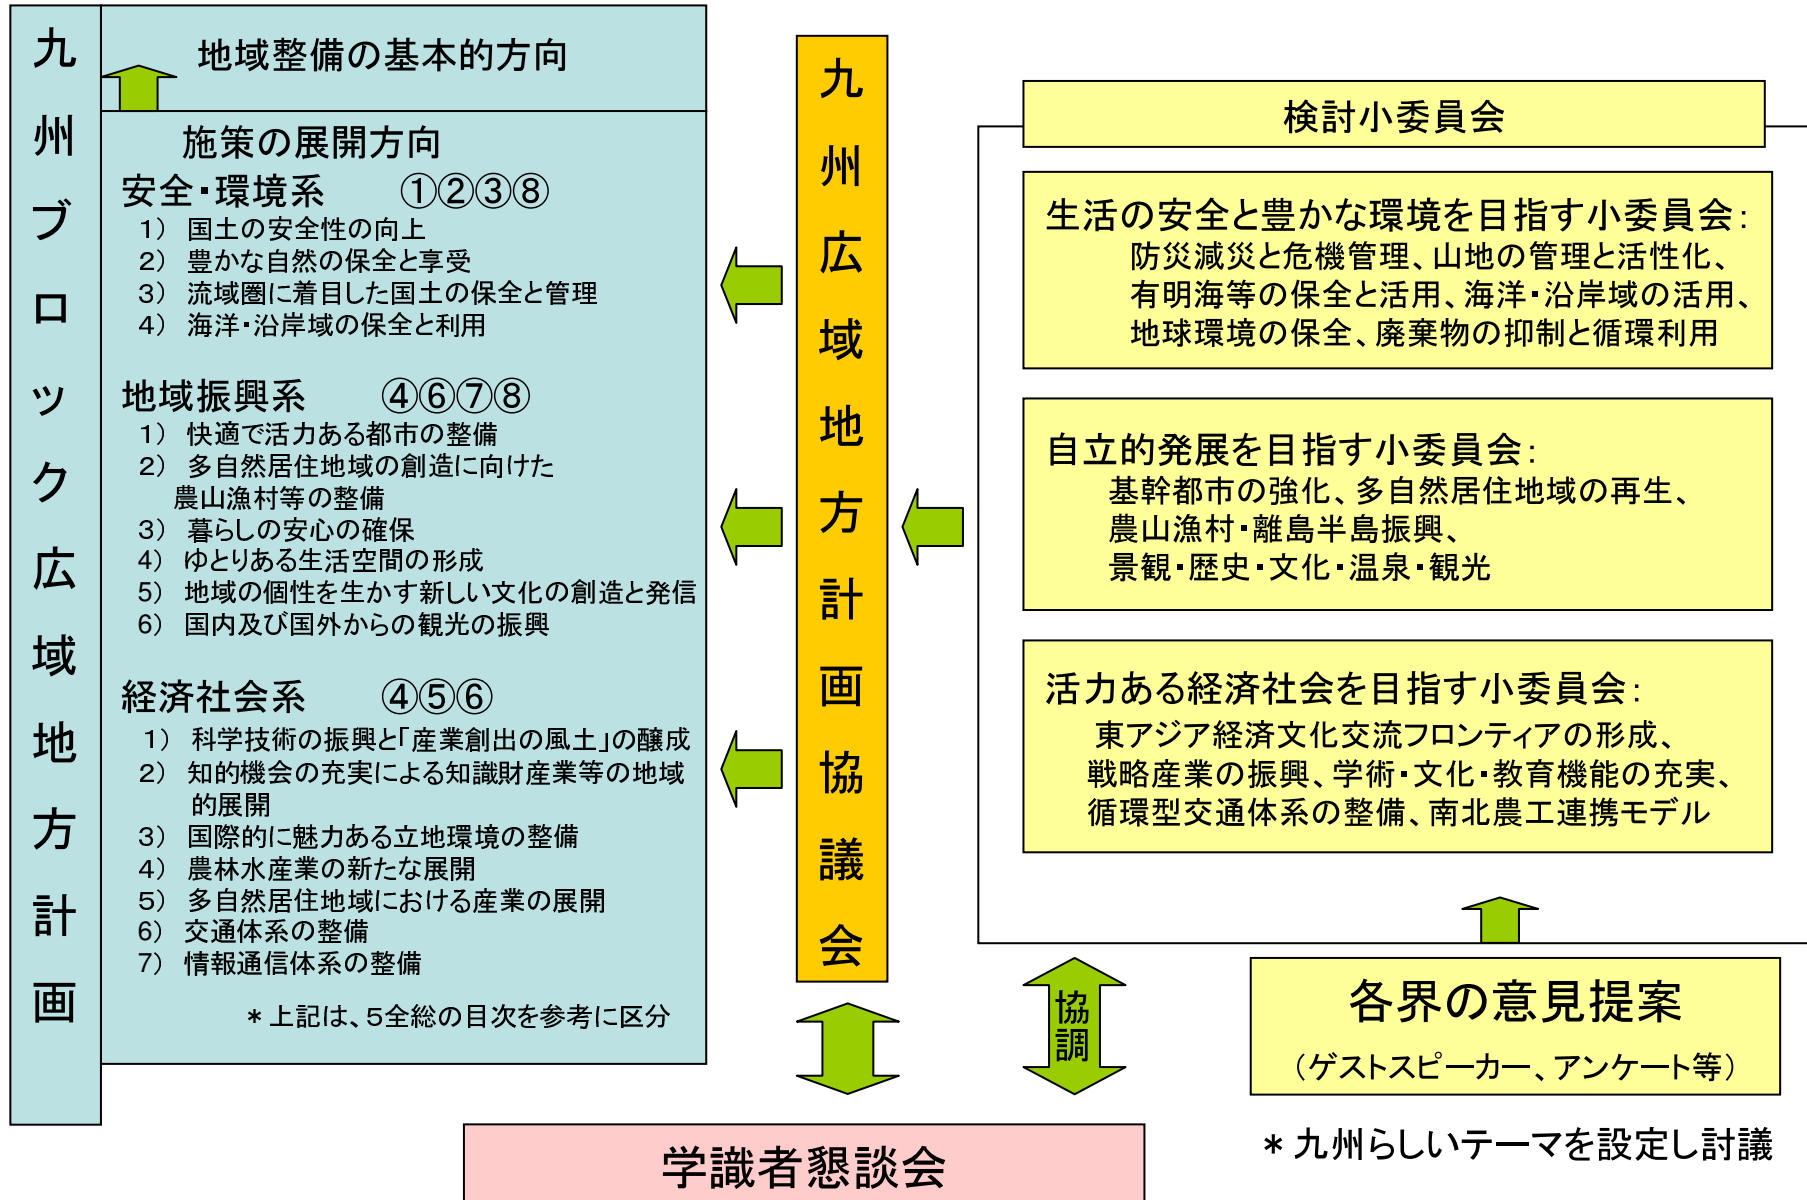 九州ブロック広域地方計画
地域整備の基本的方向
施策の展開方向
安全・環境系 ①②③⑧
1） 国土の安全性の向上
2） 豊かな自然の保全と享受
3） 流域圏に着目した国土の保全と管理
4） 海洋・沿岸域の保全と利用
地域振興系 ④⑥⑦⑧
1） 快適で活力ある都市の整備
2） 多自然居住地域の創造に向けた
農山漁村等の整備
3） 暮らしの安心の確保
4） ゆとりある生活空間の形成
5） 地域の個性を生かす新しい文化の創造と発信
6） 国内及び国外からの観光の振興
経済社会系 ④⑤⑥
1） 科学技術の振興と「産業創出の風土」の醸成
2） 知的機会の充実による知識財産業等の地域
的展開
3） 国際的に魅力ある立地環境の整備
4） 農林水産業の新たな展開
5） 多自然居住地域における産業の展開
6） 交通体系の整備
7） 情報通信体系の整備
＊上記は、5全総の目次を参考に区分
九州広域地方計画協議会
検討小委員会
生活の安全と豊かな環境を目指す小委員会：
防災減災と危機管理、山地の管理と活性化、
有明海等の保全と活用、海洋・沿岸域の活用、
地球環境の保全、廃棄物の抑制と循環利用
自立的発展を目指す小委員会：
基幹都市の強化、多自然居住地域の再生、
農山漁村・離島半島振興、
景観・歴史・文化・温泉・観光
活力ある経済社会を目指す小委員会：
東アジア経済文化交流フロンティアの形成、
戦略産業の振興、学術・文化・教育機能の充実、
循環型交通体系の整備、南北農工連携モデル
協調
各界の意見提案
（ゲストスピーカー、アンケート等）
＊九州らしいテーマを設定し討議
学識者懇談会